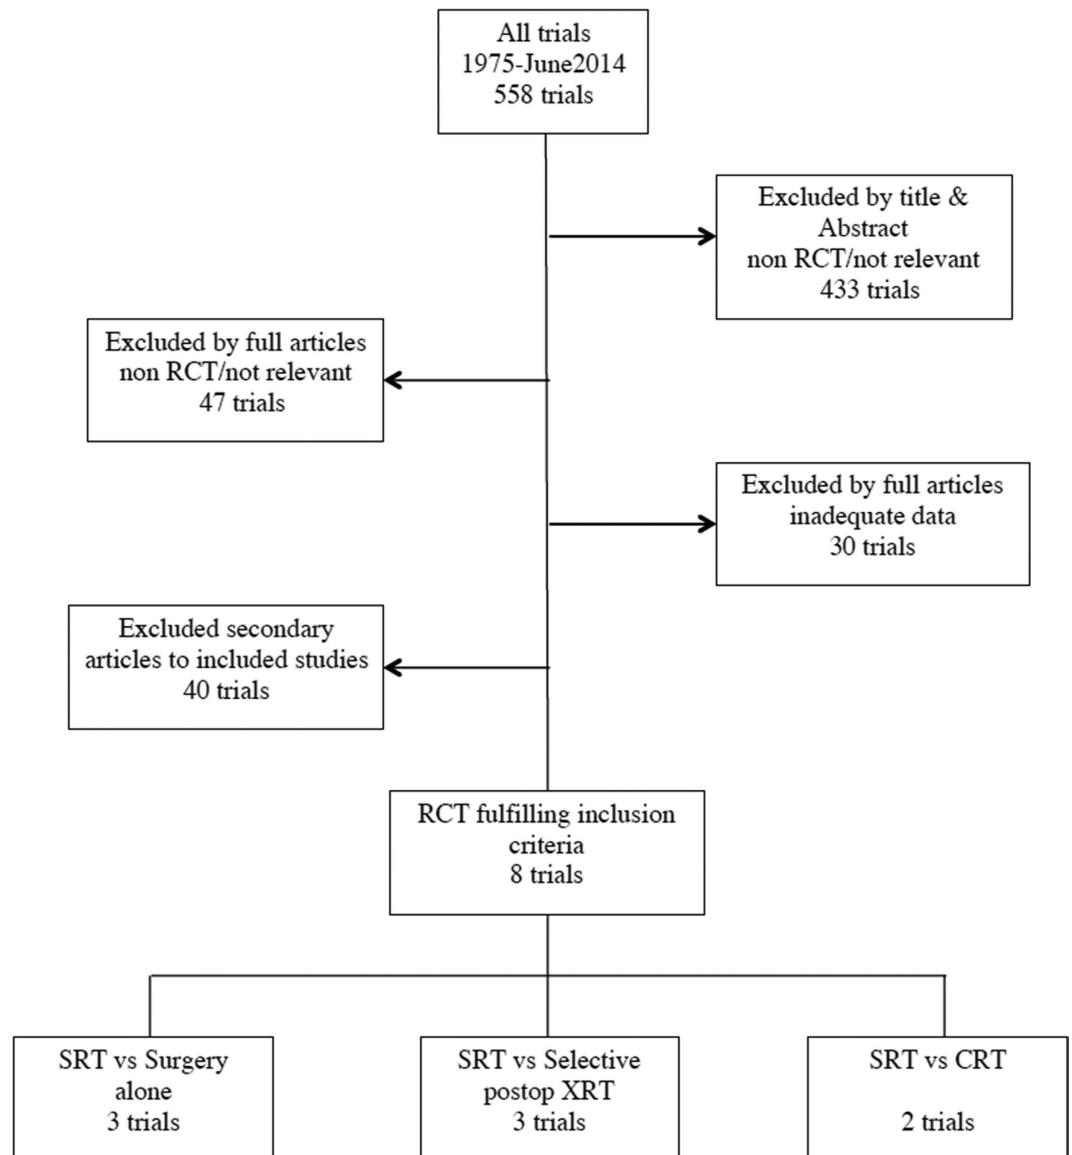 All trials
1975-June2014
558 trials
Excluded by title &
Abstract
non RCT/not relevant
433 trials
Excluded by full articles
non RCT/not relevant
47 trials
Excluded by full articles
inadequate data
30 trials
Excluded secondary
articles to included studies
40 trials
RCT fulfilling inclusion
criteria
8 trials
SRT vs Surgery
alone
3 trials
SRT vs Selective
postop XRT
3 trials
SRT vs CRT
2 trials